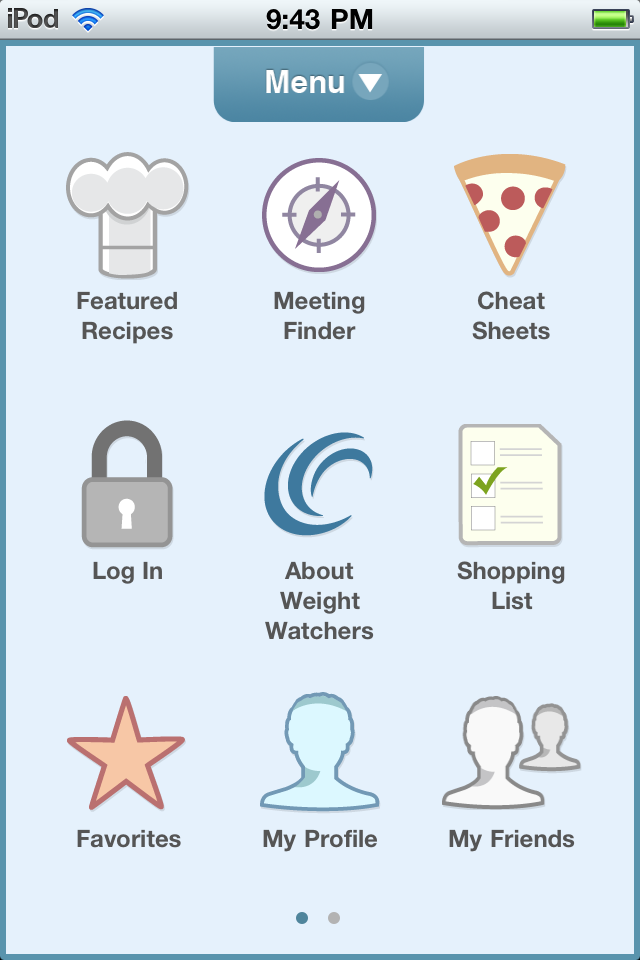 iPod
9:43 PM
Menu
Featured
Recipes
Meeting
Finder
Cheat
Sheets
Log In
About
Weight
Watchers
Shopping
List
Favorites
My Profile
My Friends